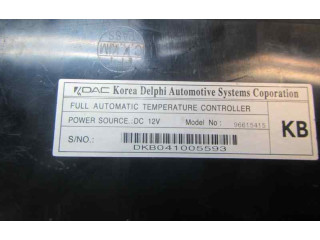 KDAC Korea Delphi Automotive Systems Coporation
FULL AUTOMATIC TEMPERATURE CONTROLLER
POWER SOURCE..DC 12V Model No : 96615415
KB
S/NO.:
DKB041005593